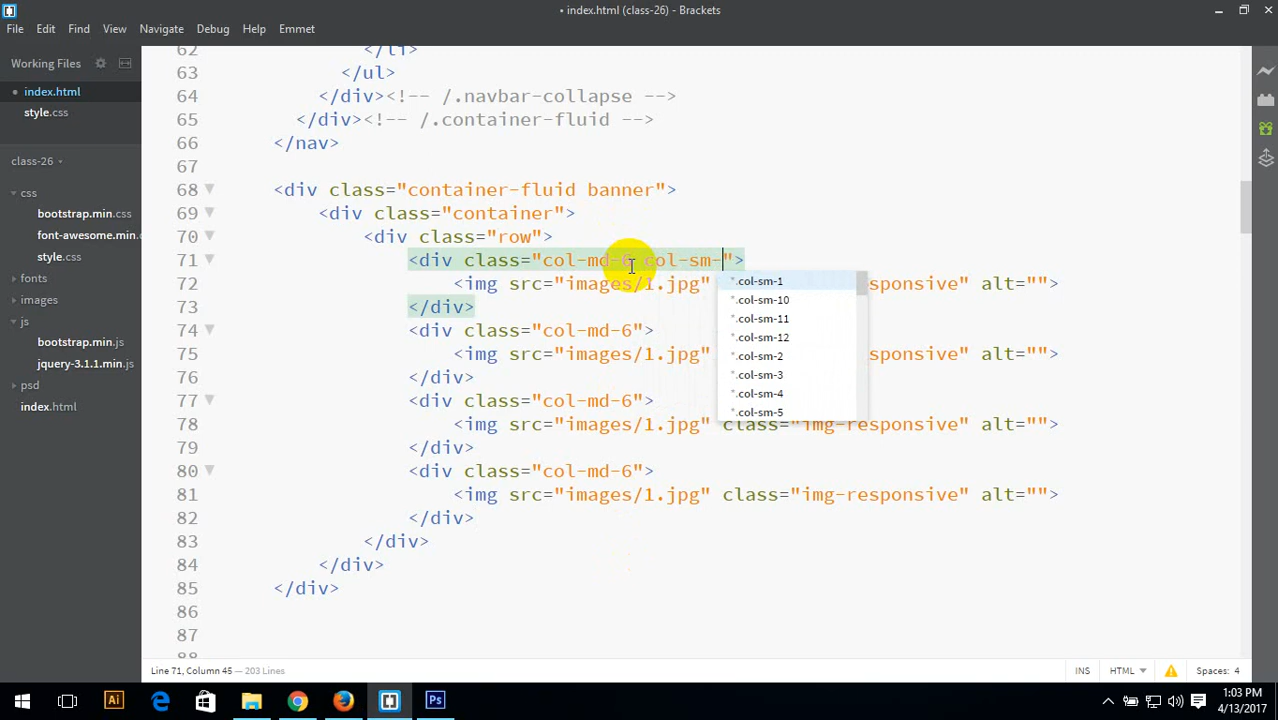 • index.html (class-26) - Brackets
File Edit Find View Navigate Debug Help Emmet
Working Files
• index.html
style.css
class-26
css
bootstrap.min.css
font-awesome.min.c
style.css
fonts
images
js
bootstrap.min.js
jquery-3.1.1.min.js
psd
index.html
62 </li>
63 </ul>
64 </div><!-- /.navbar-collapse -->
65 </div><!-- /.container-fluid -->
66 </nav>
67
68 <div class="container-fluid banner">
69 <div class="container">
70 <div class="row">
71 <div class="col-md-6 col-sm-">
72 <img src="images/1.jpg" responsive" alt="">
73 </div>
74 <div class="col-md-6">
75 <img src="images/1.jpg" responsive" alt="">
76 </div>
77 <div class="col-md-6">
78 <img src="images/1.jpg" class="img-responsive" alt="">
79 </div>
80 <div class="col-md-6">
81 <img src="images/1.jpg" class="img-responsive" alt="">
82 </div>
83 </div>
84 </div>
85 </div>
86
87
88
*.col-sm-1
*.col-sm-10
*.col-sm-11
*.col-sm-12
*.col-sm-2
*.col-sm-3
*.col-sm-4
*.col-sm-5
Line 71, Column 45 — 203 Lines
INS HTML Spaces: 4
Ai
Ps
1:03 PM
4/13/2017